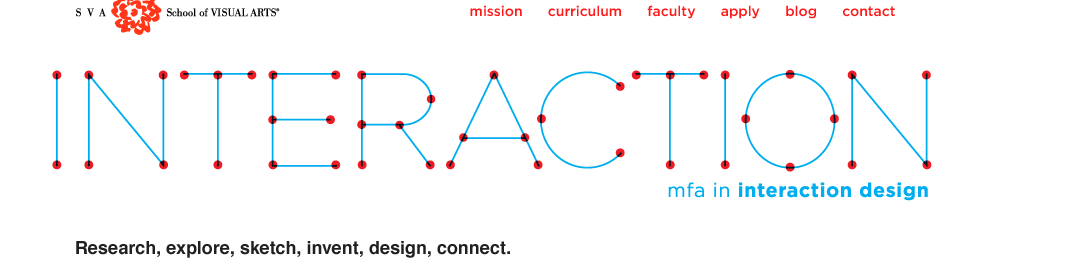 SVA School of VISUAL ARTS®
mission curriculum faculty apply blog contact
INTERACTION
mfa in interaction design
Research, explore, sketch, invent, design, connect.